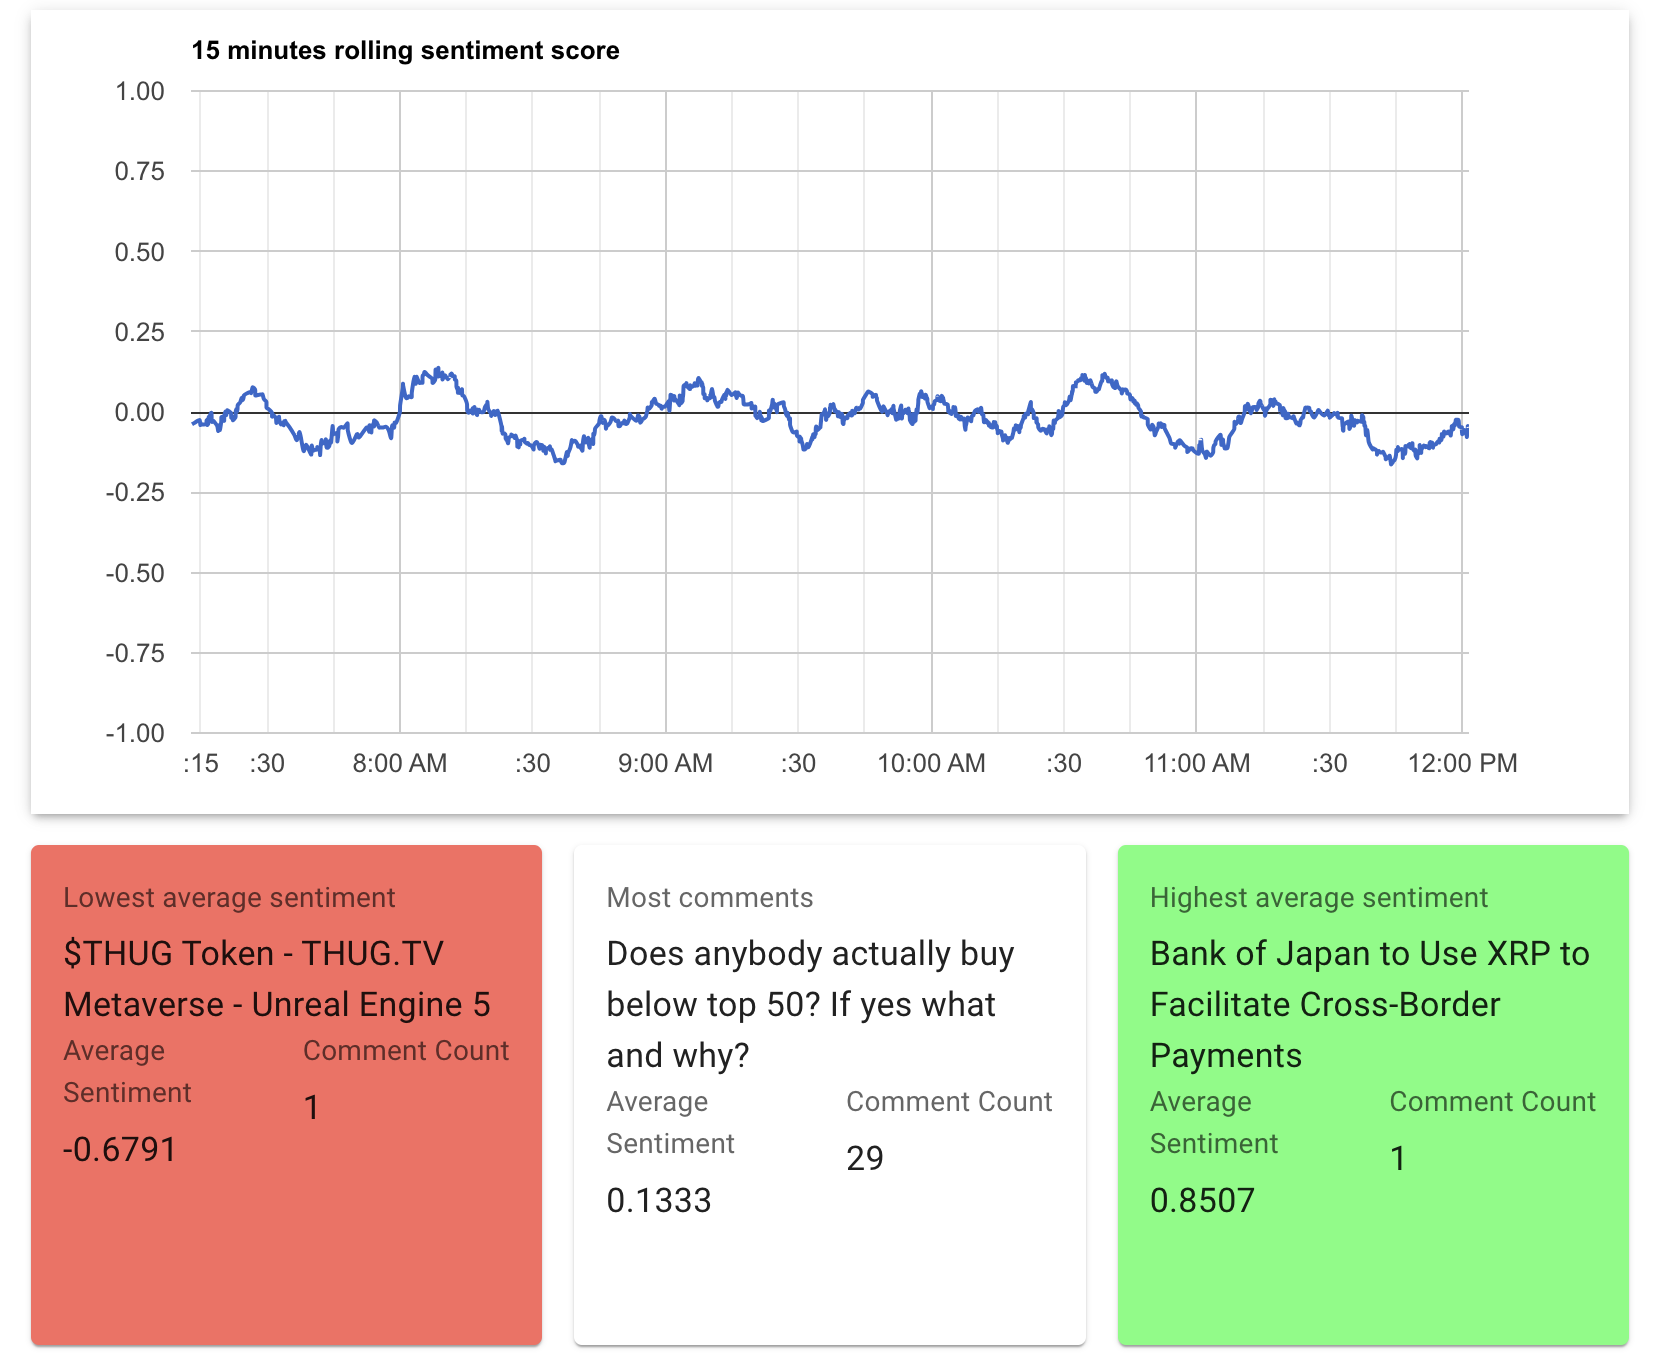 15 minutes rolling sentiment score
1.00
0.75
0.50
0.25
0.00
-0.25
-0.50
-0.75
-1.00
:15 :30 8:00 AM :30 9:00 AM :30 10:00 AM :30 11:00 AM :30 12:00 PM
Lowest average sentiment
$THUG Token - THUG.TV
Metaverse - Unreal Engine 5
Average
Sentiment
-0.6791
Comment Count
1
Most comments
Does anybody actually buy
below top 50? If yes what
and why?
Average
Sentiment
0.1333
Comment Count
29
Highest average sentiment
Bank of Japan to Use XRP to
Facilitate Cross-Border
Payments
Average
Sentiment
0.8507
Comment Count
1